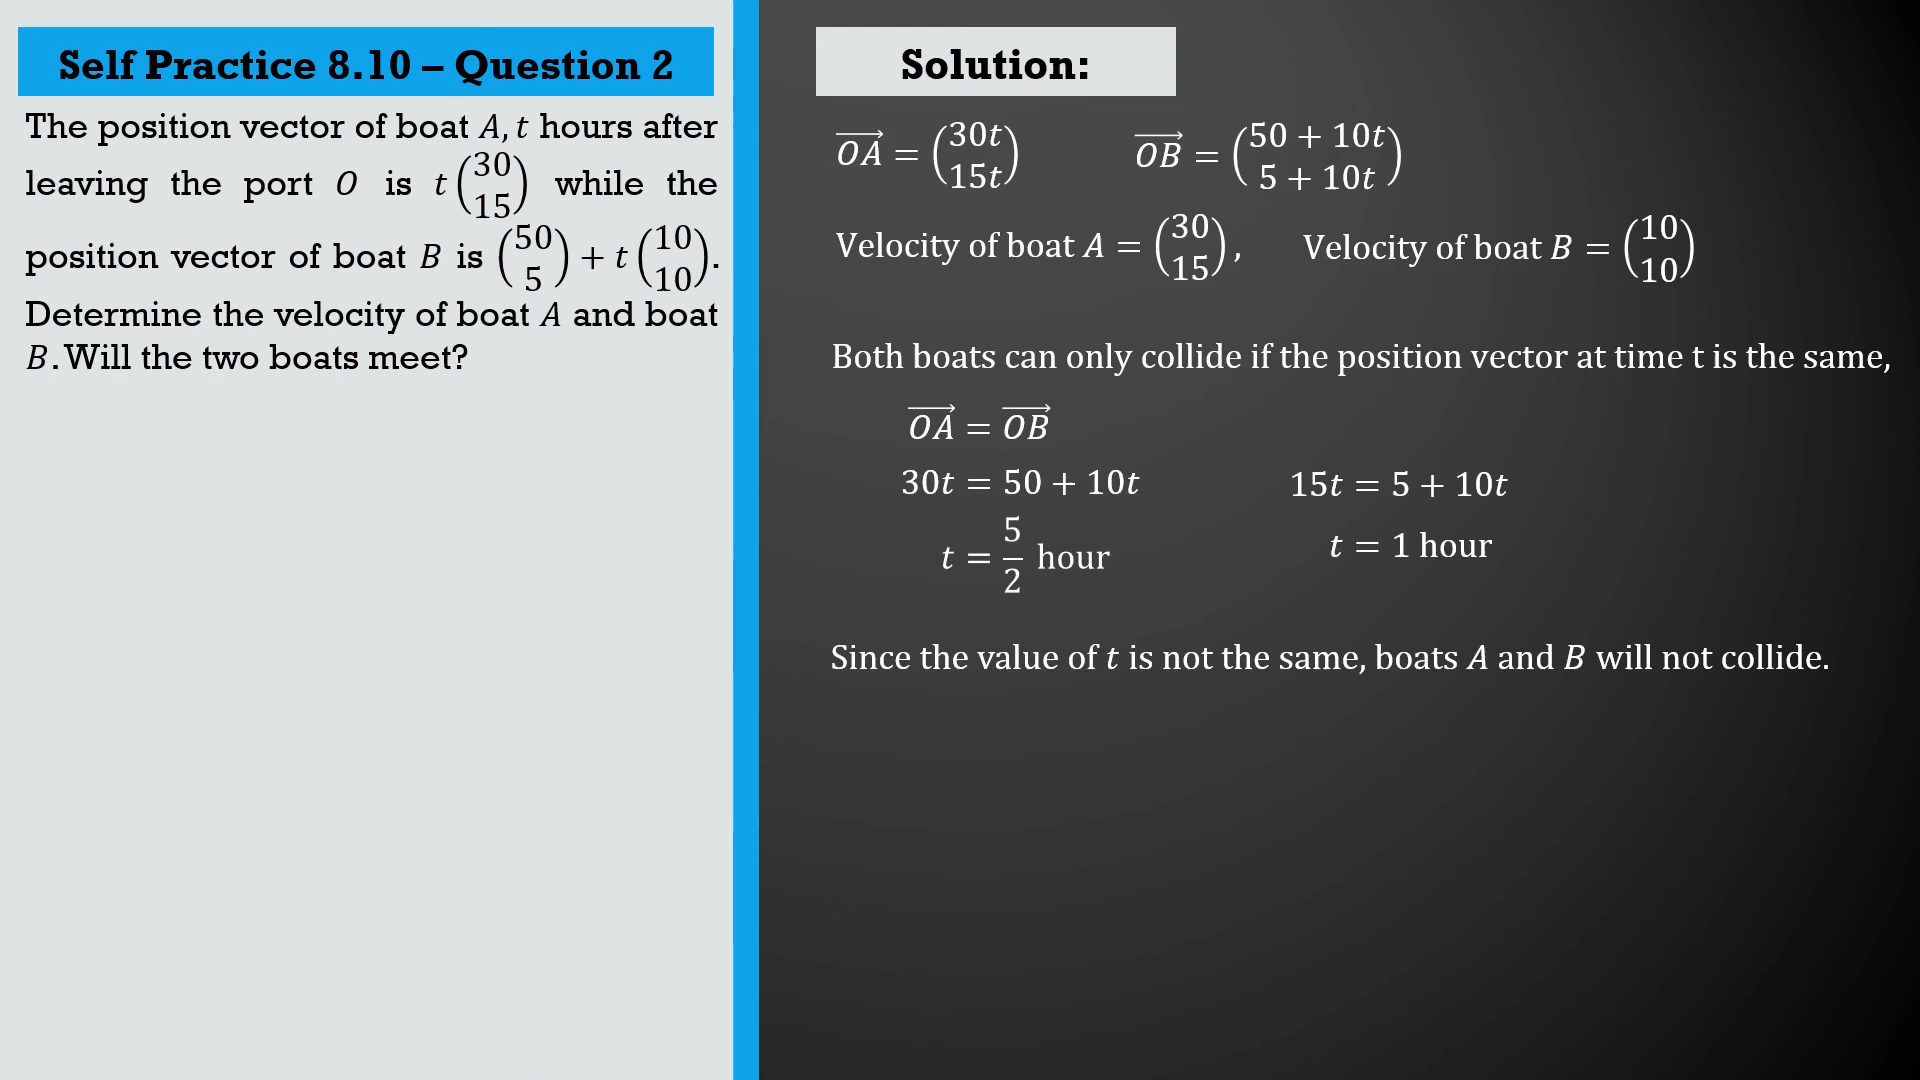 Self Practice 8.10 – Question 2
The position vector of boat A, t hours after
leaving the port O is t(30 15) while the
position vector of boat B is (50 5) + t(10 10).
Determine the velocity of boat A and boat
B. Will the two boats meet?
Solution:
OA = (30t 15t) OB = (50 + 10t 5 + 10t)
Velocity of boat A = (30 15), Velocity of boat B = (10 10)
Both boats can only collide if the position vector at time t is the same,
OA = OB
30t = 50 + 10t 15t = 5 + 10t
t = 5/2 hour t = 1 hour
Since the value of t is not the same, boats A and B will not collide.